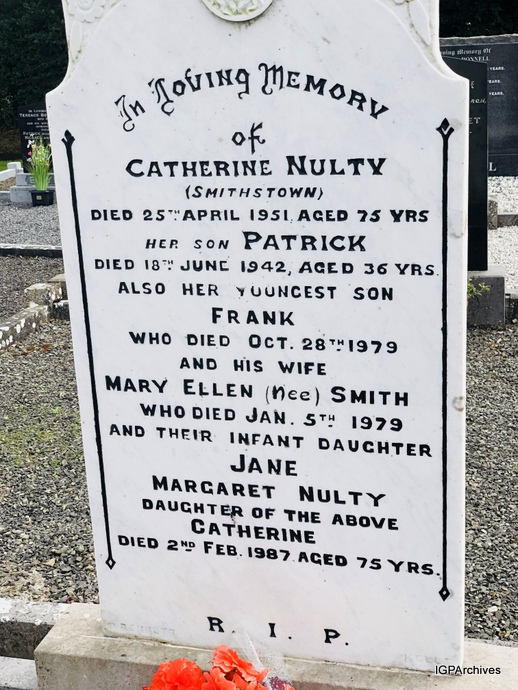 In Loving Memory
of
CATHERINE NULTY
(SMITHSTOWN)
DIED 25TH APRIL 1951. AGED 75 YRS
HER SON PATRICK
DIED 18TH JUNE 1942, AGED 36 YRS.
ALSO HER YOUNGEST SON
FRANK
WHO DIED OCT. 28TH 1979
AND HIS WIFE
MARY ELLEN (nee) SMITH
WHO DIED JAN. 5TH 1979
AND THEIR INFANT DAUGHTER
JANE
MARGARET NULTY
DAUGHTER OF THE ABOVE
CATHERINE
DIED 2ND FEB. 1987. AGED 75 YRS.
R. I. P.
IGPArchives